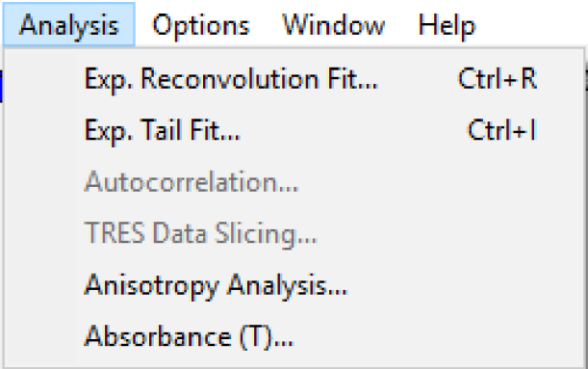 Analysis Options Window Help
Exp. Reconvolution Fit... Ctrl+R
Exp. Tail Fit... Ctrl+I
Autocorrelation...
TRES Data Slicing...
Anisotropy Analysis...
Absorbance (T)...